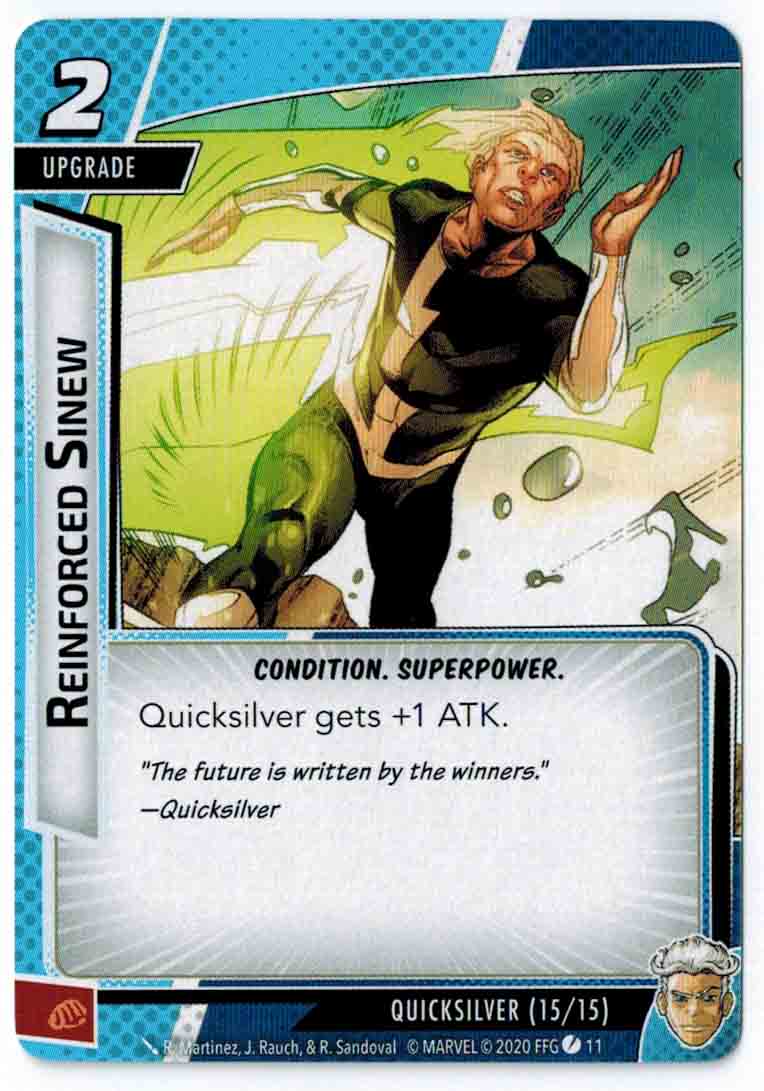 2
UPGRADE
REINFORCED SINEW
CONDITION. SUPERPOWER.
Quicksilver gets +1 ATK.
"The future is written by the winners."
—Quicksilver
QUICKSILVER (15/15)
R. Martinez, J. Rauch, & R. Sandoval © MARVEL © 2020 FFG 11